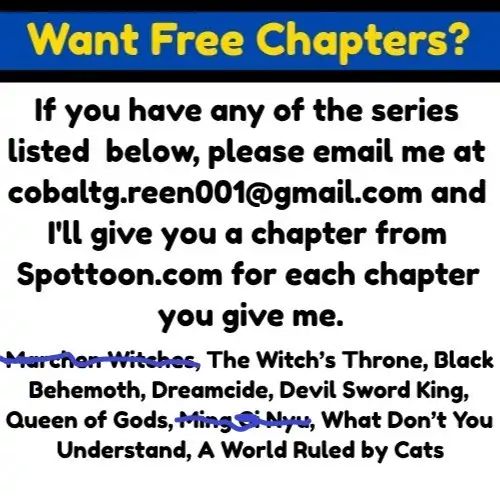 Want Free Chapters?
If you have any of the series
listed below, please email me at
cobaltg.reen001@gmail.com and
I'll give you a chapter from
Spottoon.com for each chapter
you give me.
Marchen Witches, The Witch’s Throne, Black
Behemoth, Dreamcide, Devil Sword King,
Queen of Gods, Ming Nyu, What Don’t You
Understand, A World Ruled by Cats